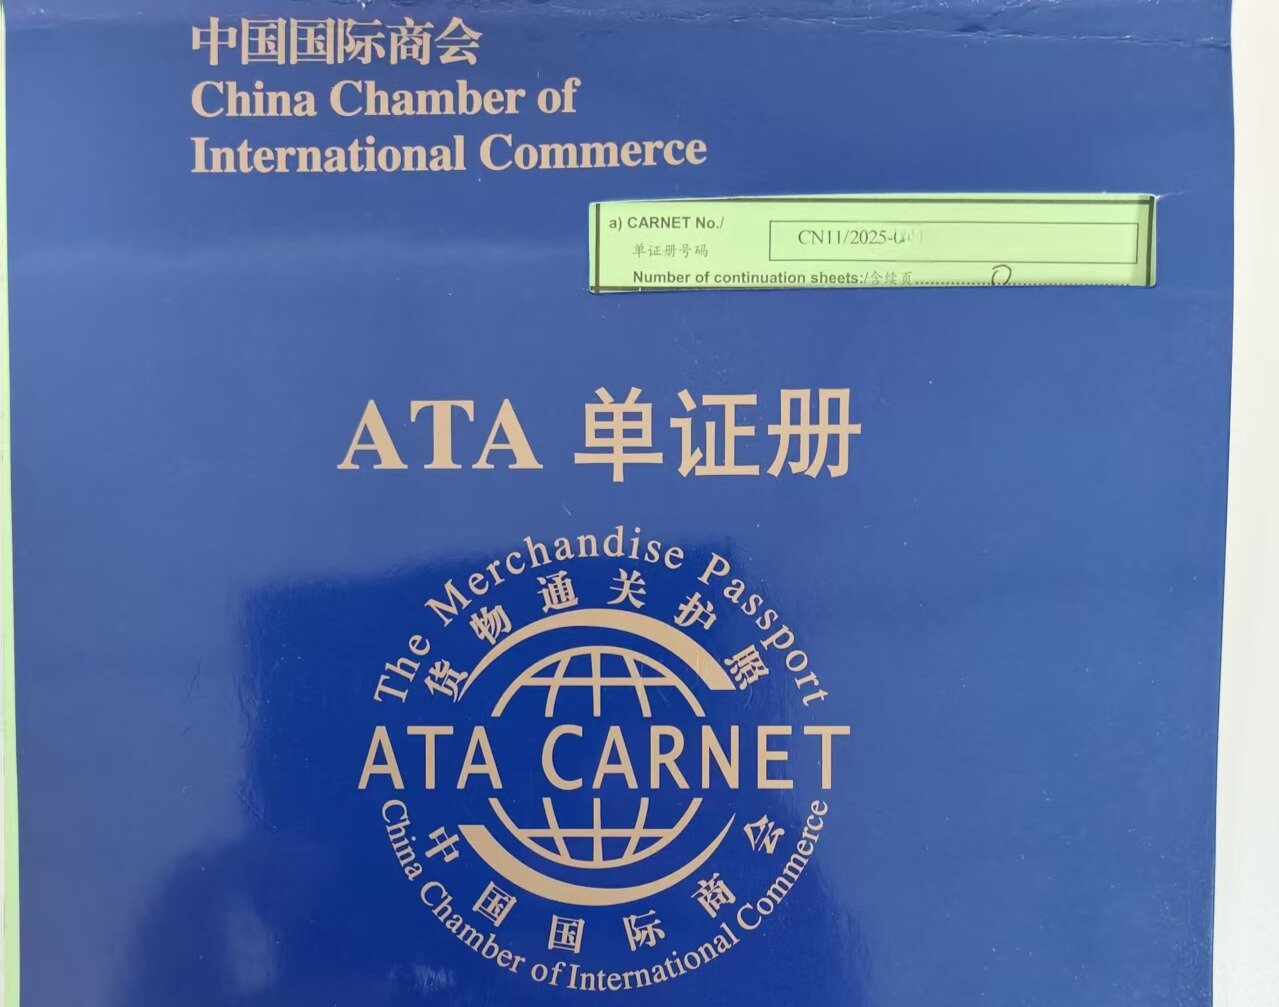 中国国际商会
China Chamber of
International Commerce
a) CARNET No./
单证册号码
CN11/2025-
Number of continuation sheets:/含续页....................0....................
ATA 单证册
The Merchandise Passport
货物通关护照
ATA CARNET
中国国际商会
China Chamber of International Commerce